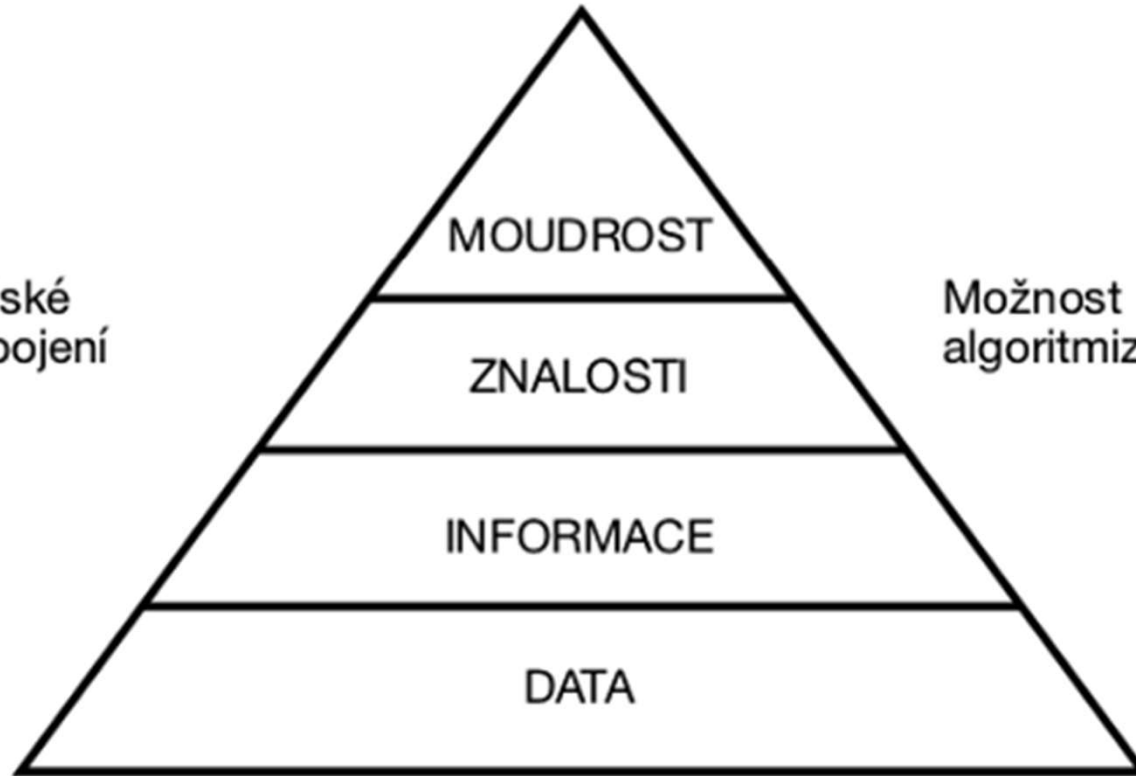 MOUDROST
ské
pojení
Možnost
algoritmiz
ZNALOSTI
INFORMACE
DATA